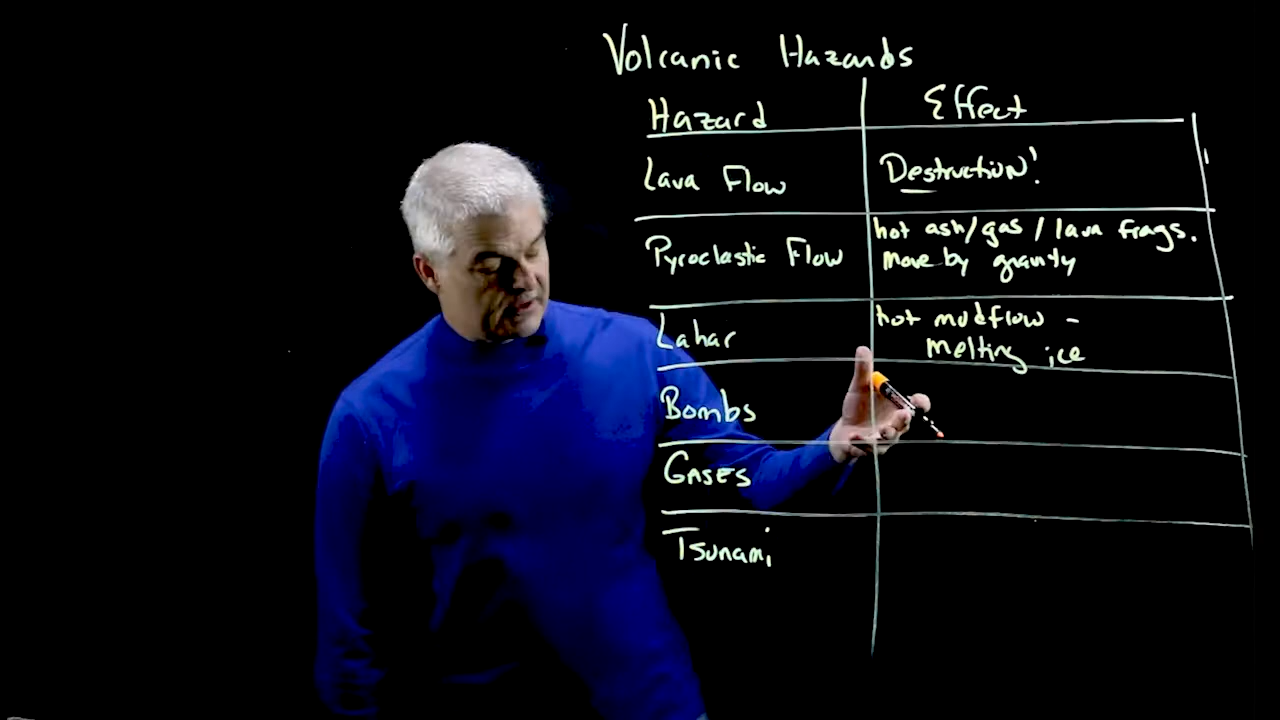 Volcanic Hazards
Hazard Effect
Lava Flow Destruction!
Pyroclastic Flow hot ash/gas/lava frags.
move by gravity
Lahar hot mudflow -
melting ice
Bombs
GASES
Tsunami